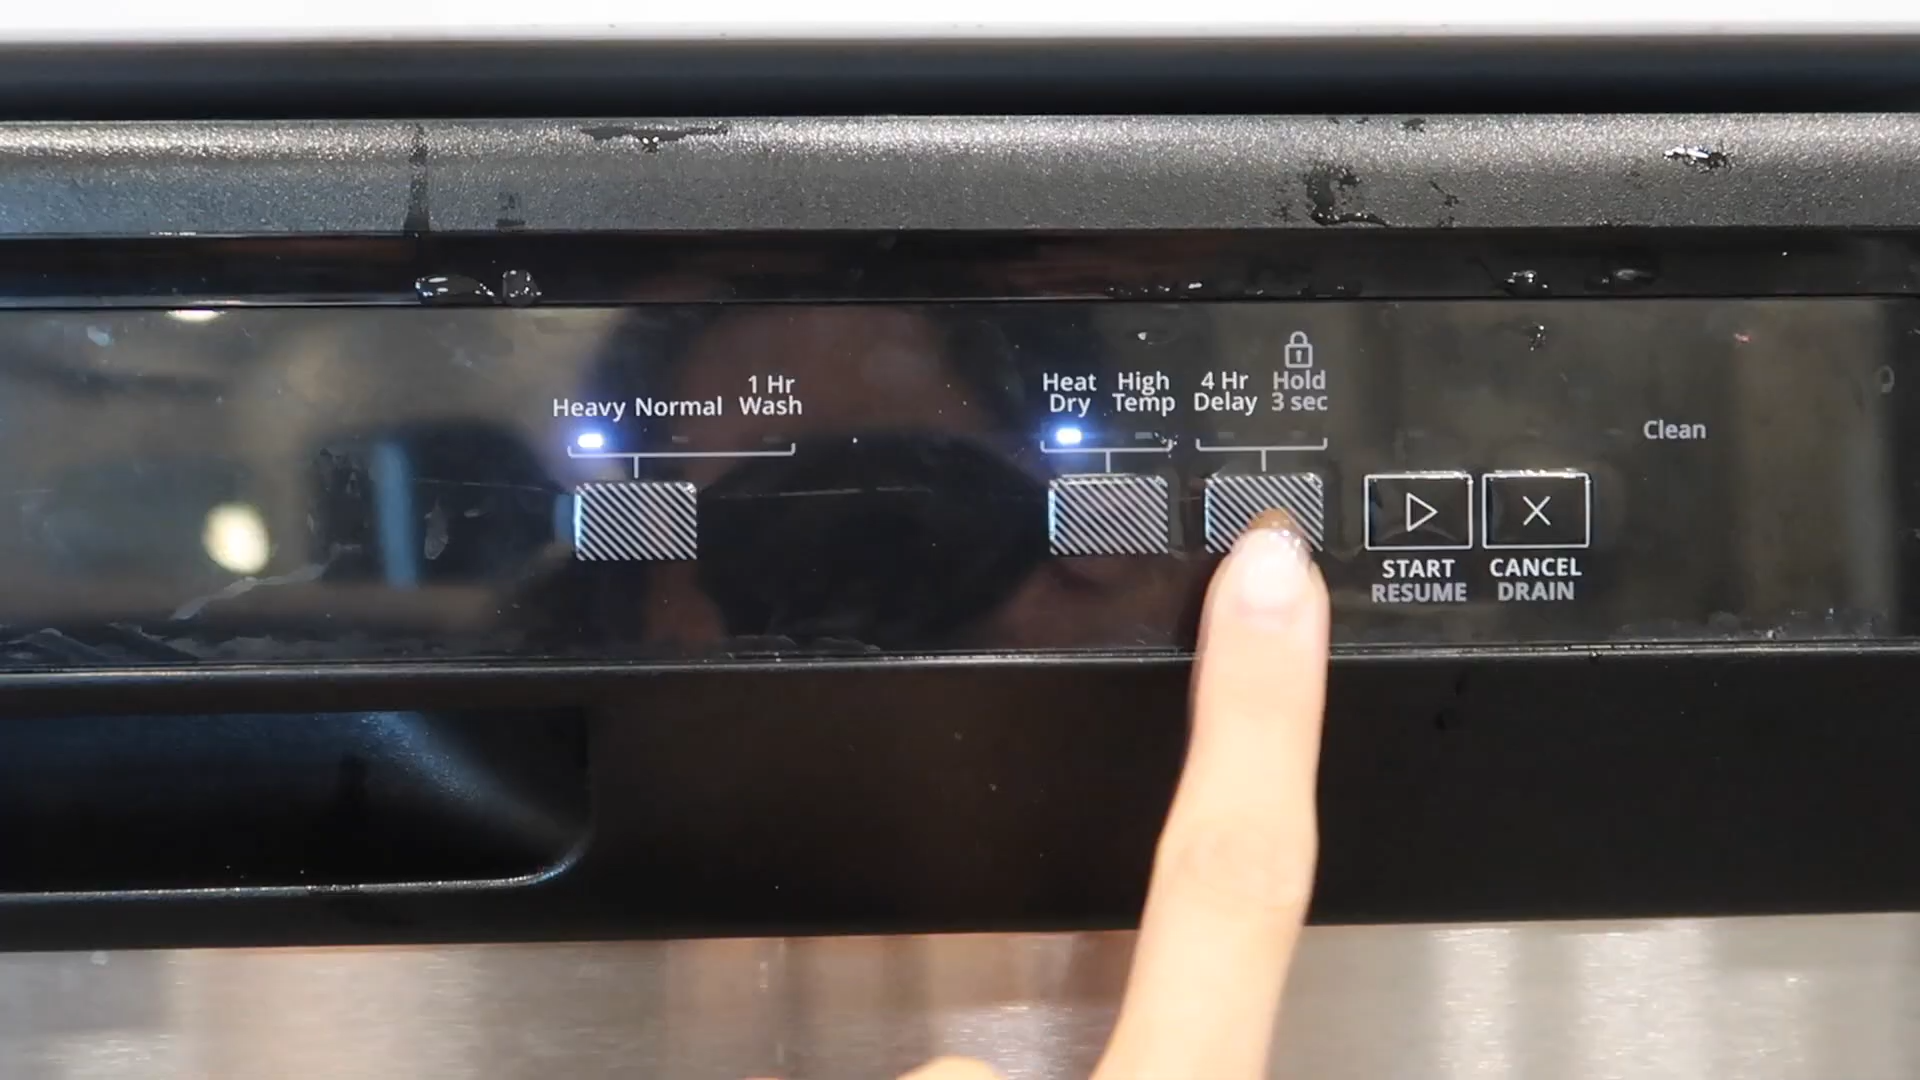 Heavy Normal 1 Hr
Wash
Heat
Dry
High
Temp
4 Hr
Delay
Hold
3 sec
Clean
START
RESUME
CANCEL
DRAIN